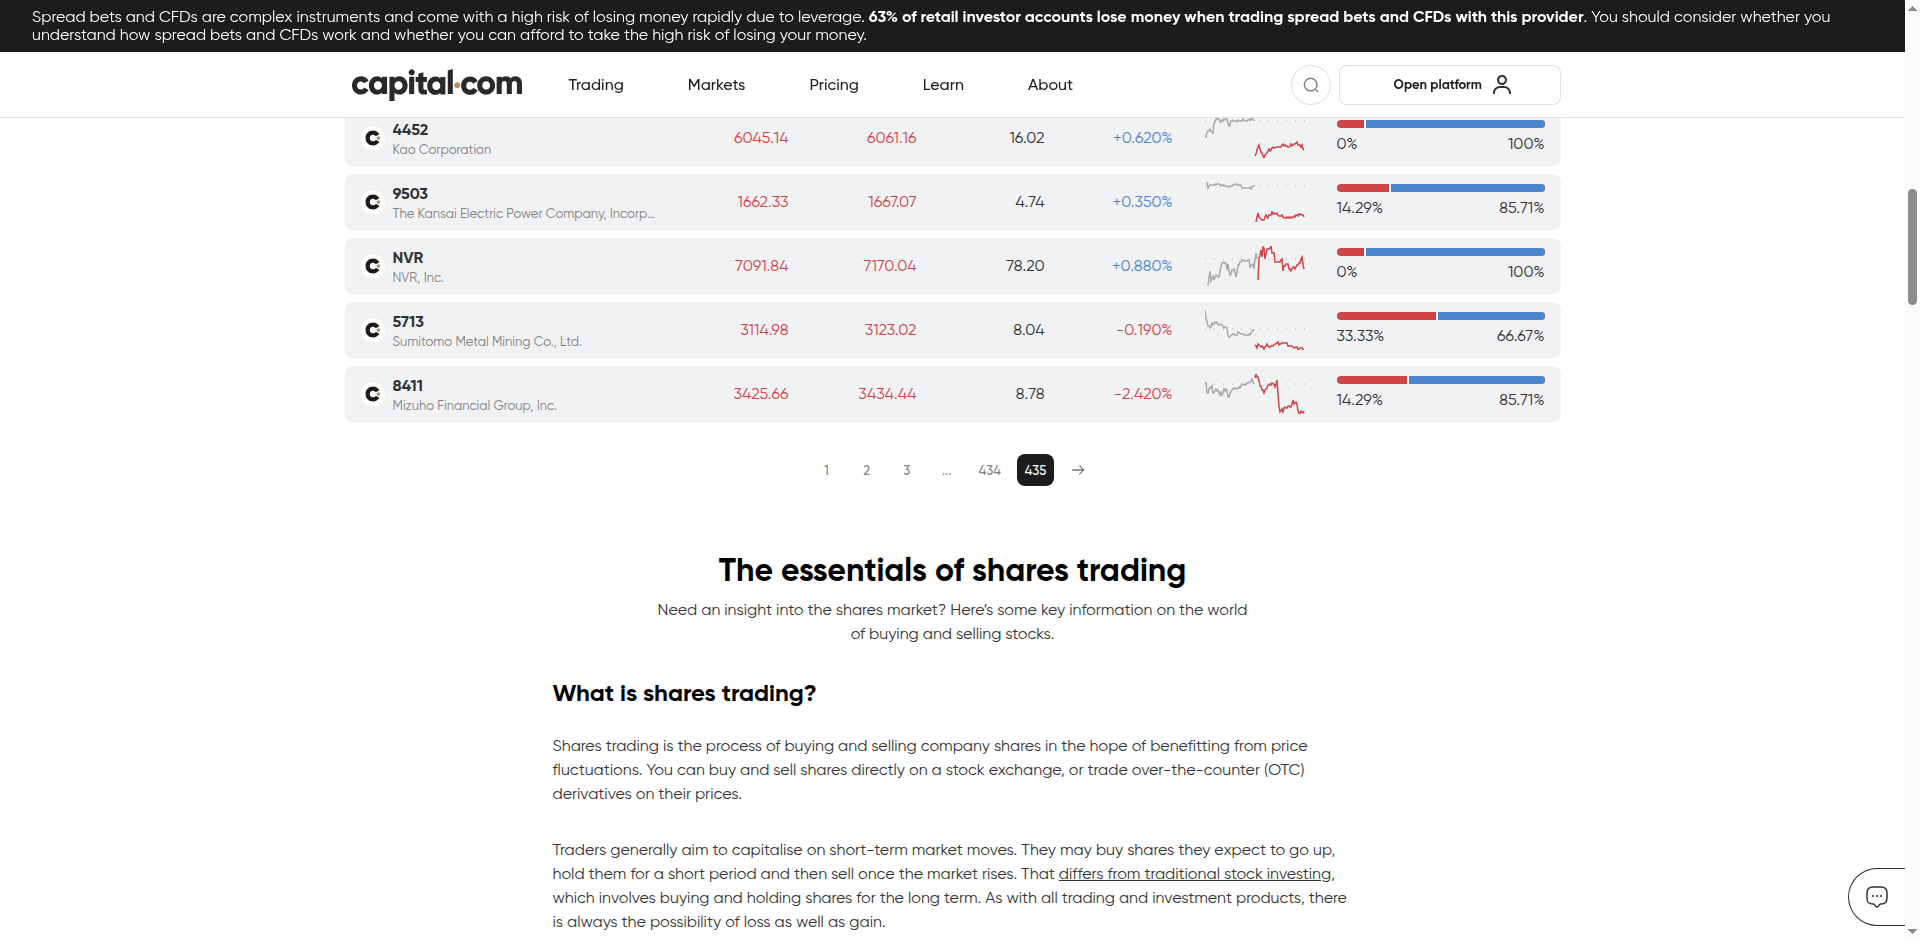 Spread bets and CFDs are complex instruments and come with a high risk of losing money rapidly due to leverage. 63% of retail investor accounts lose money when trading spread bets and CFDs with this provider. You should consider whether you
understand how spread bets and CFDs work and whether you can afford to take the high risk of losing your money.
capital.com Trading Markets Pricing Learn About Open platform
4452
Kao Corporation
6045.14 6061.16 16.02 +0.620%
0% 100%
9503
The Kansai Electric Power Company, Incorp...
1662.33 1667.07 4.74 +0.350%
14.29% 85.71%
NVR
NVR, Inc.
7091.84 7170.04 78.20 +0.880%
0% 100%
5713
Sumitomo Metal Mining Co., Ltd.
3114.98 3123.02 8.04 -0.190%
33.33% 66.67%
8411
Mizuho Financial Group, Inc.
3425.66 3434.44 8.78 -2.420%
14.29% 85.71%
1 2 3 ... 434 435
The essentials of shares trading
Need an insight into the shares market? Here's some key information on the world
of buying and selling stocks.
What is shares trading?
Shares trading is the process of buying and selling company shares in the hope of benefitting from price
fluctuations. You can buy and sell shares directly on a stock exchange, or trade over-the-counter (OTC)
derivatives on their prices.
Traders generally aim to capitalise on short-term market moves. They may buy shares they expect to go up,
hold them for a short period and then sell once the market rises. That differs from traditional stock investing,
which involves buying and holding shares for the long term. As with all trading and investment products, there
is always the possibility of loss as well as gain.